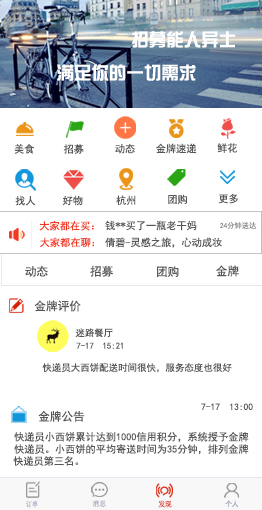 招募能人异士
满足你的一切需求
美食 招募 动态 金牌速递 鲜花
找人 好物 杭州 团购 更多
大家都在买： 钱**买了一瓶老干妈 24分钟送达
大家都在聊： 倩碧-灵感之旅，心动成妆
动态 招募 团购 金牌
金牌评价
迷路餐厅
7-17 15:21
快递员大西饼配送时间很快，服务态度也很好
7-17 13:00
金牌公告
快递员小西饼累计达到1000信用积分，系统授予金牌
快递员。小西饼的平均寄送时间为35分钟，排列金牌
快递员第三名。
订单 消息 发现 个人